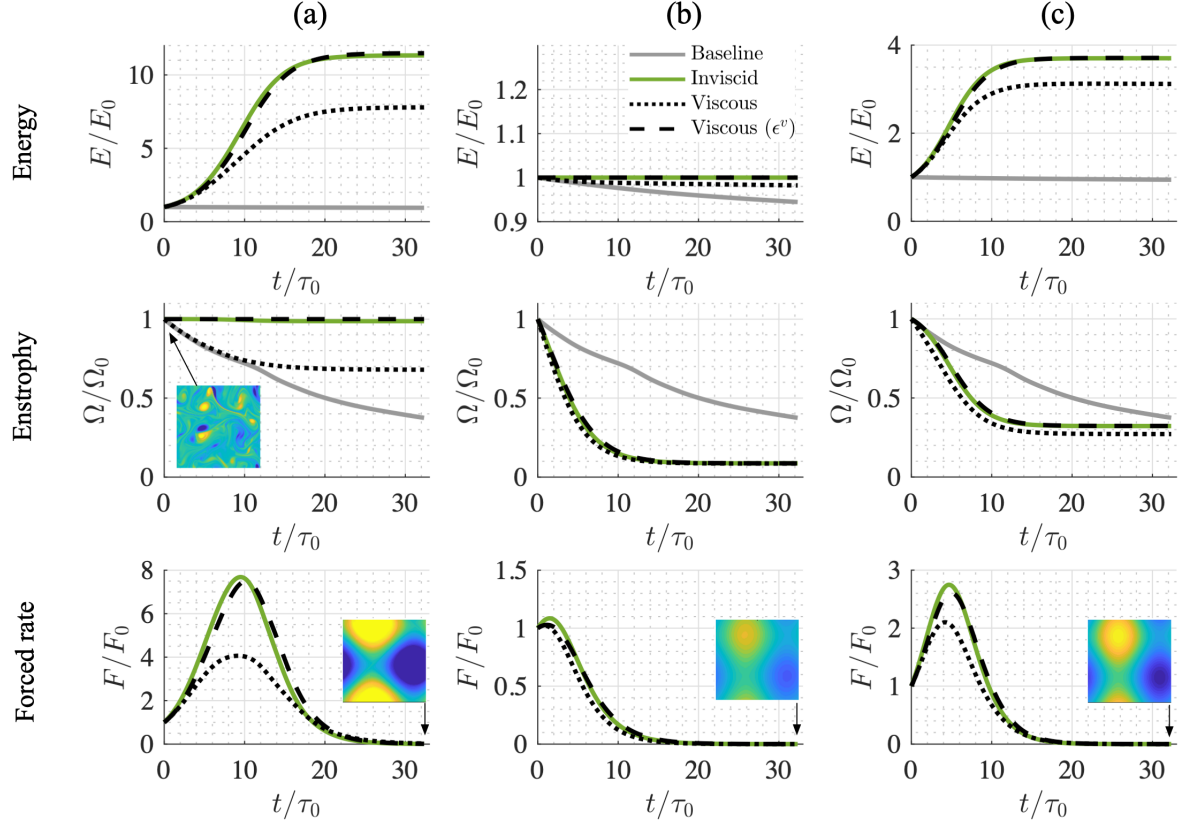 (a) (b) (c)
Energy
E/E₀
10
5
0
0 10 20 30
t/τ₀
E/E₀
1.2
1.1
1
0.9
0 10 20 30
t/τ₀
Baseline
Inviscid
Viscous
Viscous (ϵᵛ)
E/E₀
4
2
0
0 10 20 30
t/τ₀
Enstrophy
Ω/Ω₀
1
0.5
0
0 10 20 30
t/τ₀
Ω/Ω₀
1
0.5
0
0 10 20 30
t/τ₀
Ω/Ω₀
1
0.5
0
0 10 20 30
t/τ₀
Forced rate
F/F₀
8
6
4
2
0
0 10 20 30
t/τ₀
F/F₀
1.5
1
0.5
0
0 10 20 30
t/τ₀
F/F₀
3
2
1
0
0 10 20 30
t/τ₀